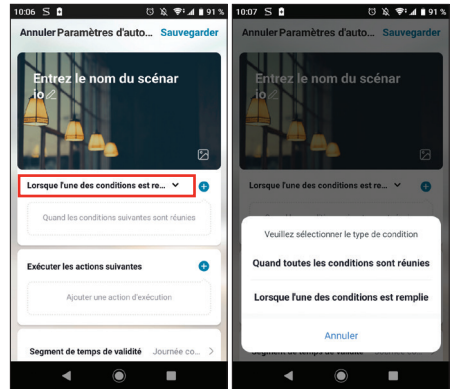 10:06 S 91 %
Annuler Paramètres d'auto... Sauvegarder
Entrez le nom du scénar
io
Lorsque l'une des conditions est re...
Quand les conditions suivantes sont réunies
Exécuter les actions suivantes
Ajouter une action d'exécution
Segment de temps de validité Journée co...
10:07 S 91 %
Annuler Paramètres d'auto... Sauvegarder
Entrez le nom du scénar
io
Lorsque l'une des conditions est re...
Veuillez sélectionner le type de condition
Quand toutes les conditions sont réunies
Lorsque l'une des conditions est remplie
Annuler
Segment de temps de validité Journée co...